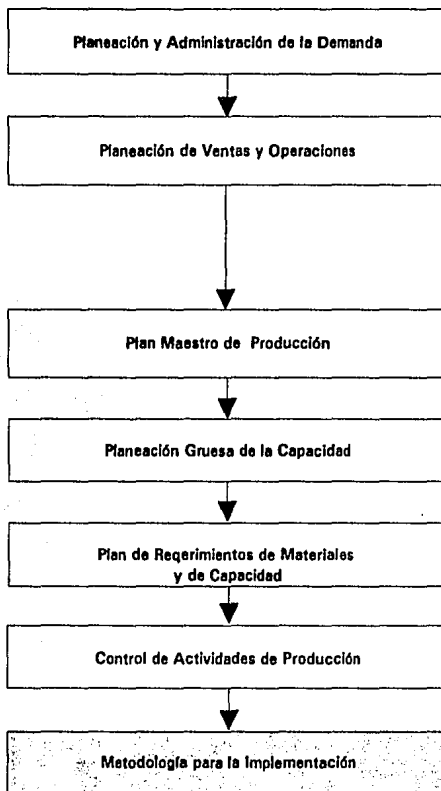 Planeación y Administración de la Demanda
Planeación de Ventas y Operaciones
Plan Maestro de Producción
Planeación Gruesa de la Capacidad
Plan de Reqerimientos de Materiales
y de Capacidad
Control de Actividades de Producción
Metodología para la Implementación